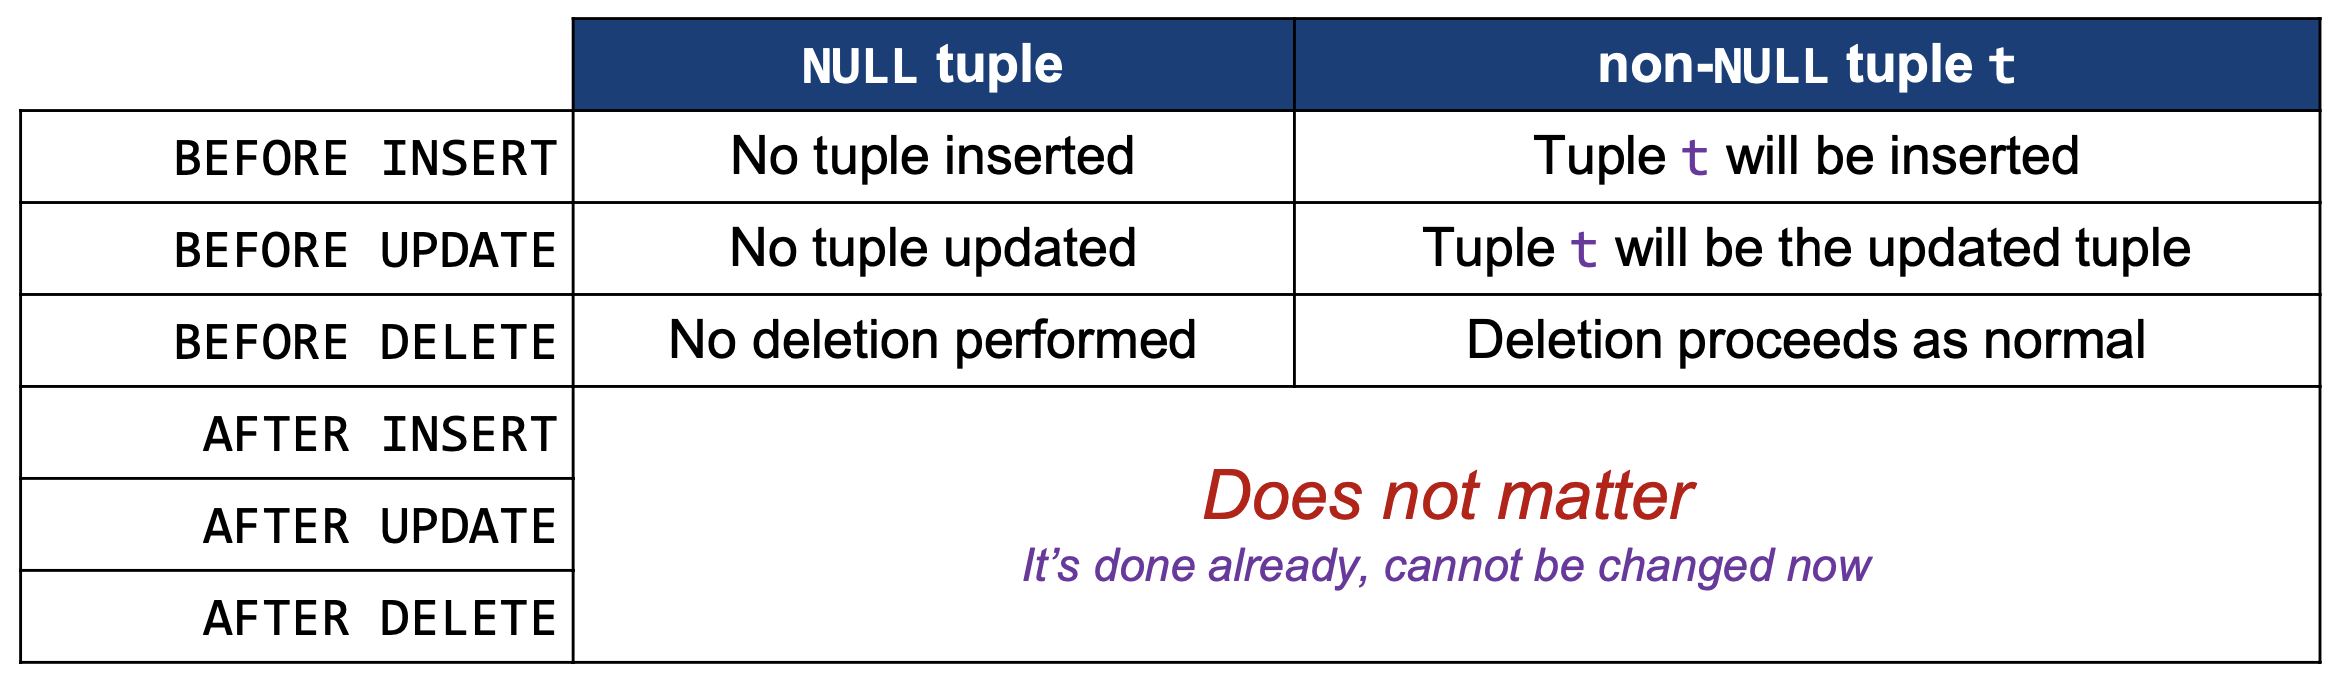 NULL tuple non-NULL tuple t
BEFORE INSERT No tuple inserted Tuple t will be inserted
BEFORE UPDATE No tuple updated Tuple t will be the updated tuple
BEFORE DELETE No deletion performed Deletion proceeds as normal
AFTER INSERT
Does not matter
AFTER UPDATE
It’s done already, cannot be changed now
AFTER DELETE